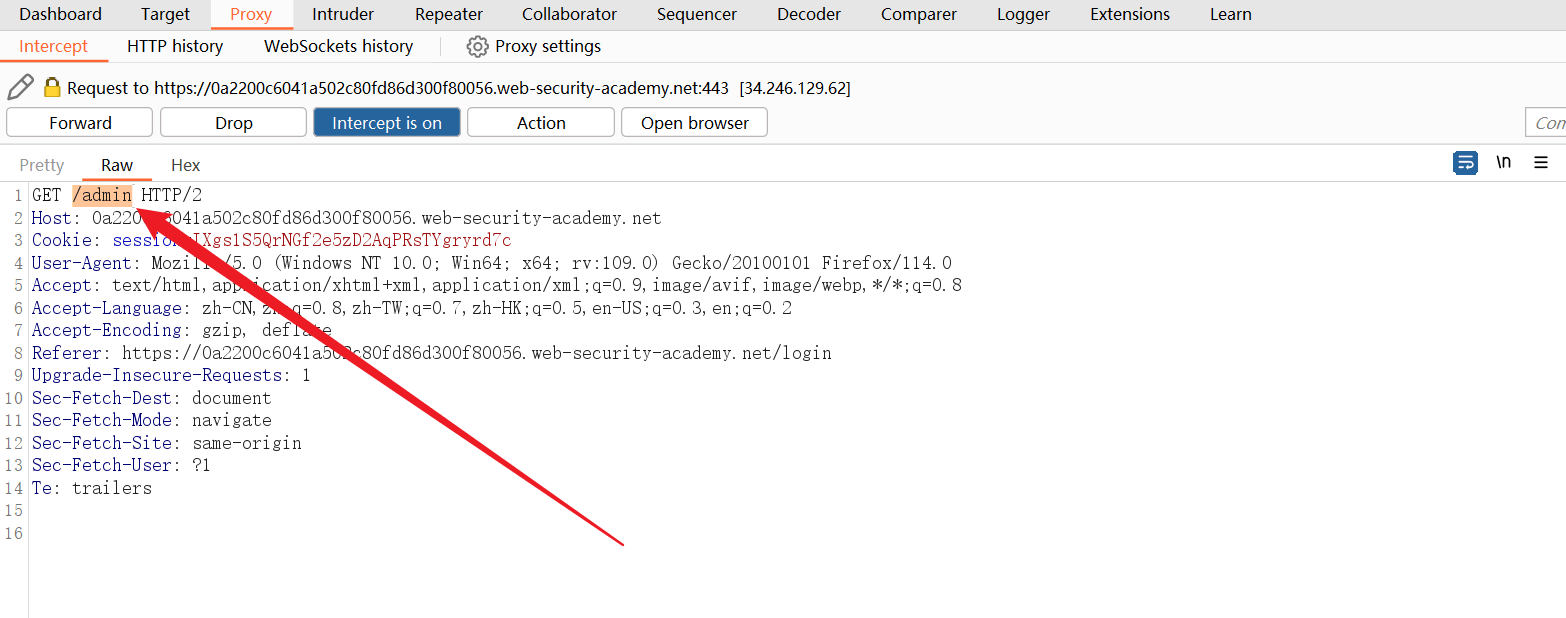 Dashboard Target Proxy Intruder Repeater Collaborator Sequencer Decoder Comparer Logger Extensions Learn
Intercept HTTP history WebSockets history Proxy settings
Request to https://0a2200c6041a502c80fd86d300f80056.web-security-academy.net:443 [34.246.129.62]
Forward Drop Intercept is on Action Open browser
Pretty Raw Hex \n
1 GET /admin HTTP/2
2 Host: 0a2200c6041a502c80fd86d300f80056.web-security-academy.net
3 Cookie: session=IXgs1S5QrNGf2e5zD2AqPRsTYgryrd7c
4 User-Agent: Mozilla/5.0 (Windows NT 10.0; Win64; x64; rv:109.0) Gecko/20100101 Firefox/114.0
5 Accept: text/html,application/xhtml+xml,application/xml;q=0.9,image/avif,image/webp,*/*;q=0.8
6 Accept-Language: zh-CN,zh;q=0.8,zh-TW;q=0.7,zh-HK;q=0.5,en-US;q=0.3,en;q=0.2
7 Accept-Encoding: gzip, deflate
8 Referer: https://0a2200c6041a502c80fd86d300f80056.web-security-academy.net/login
9 Upgrade-Insecure-Requests: 1
10 Sec-Fetch-Dest: document
11 Sec-Fetch-Mode: navigate
12 Sec-Fetch-Site: same-origin
13 Sec-Fetch-User: ?1
14 Te: trailers
15
16